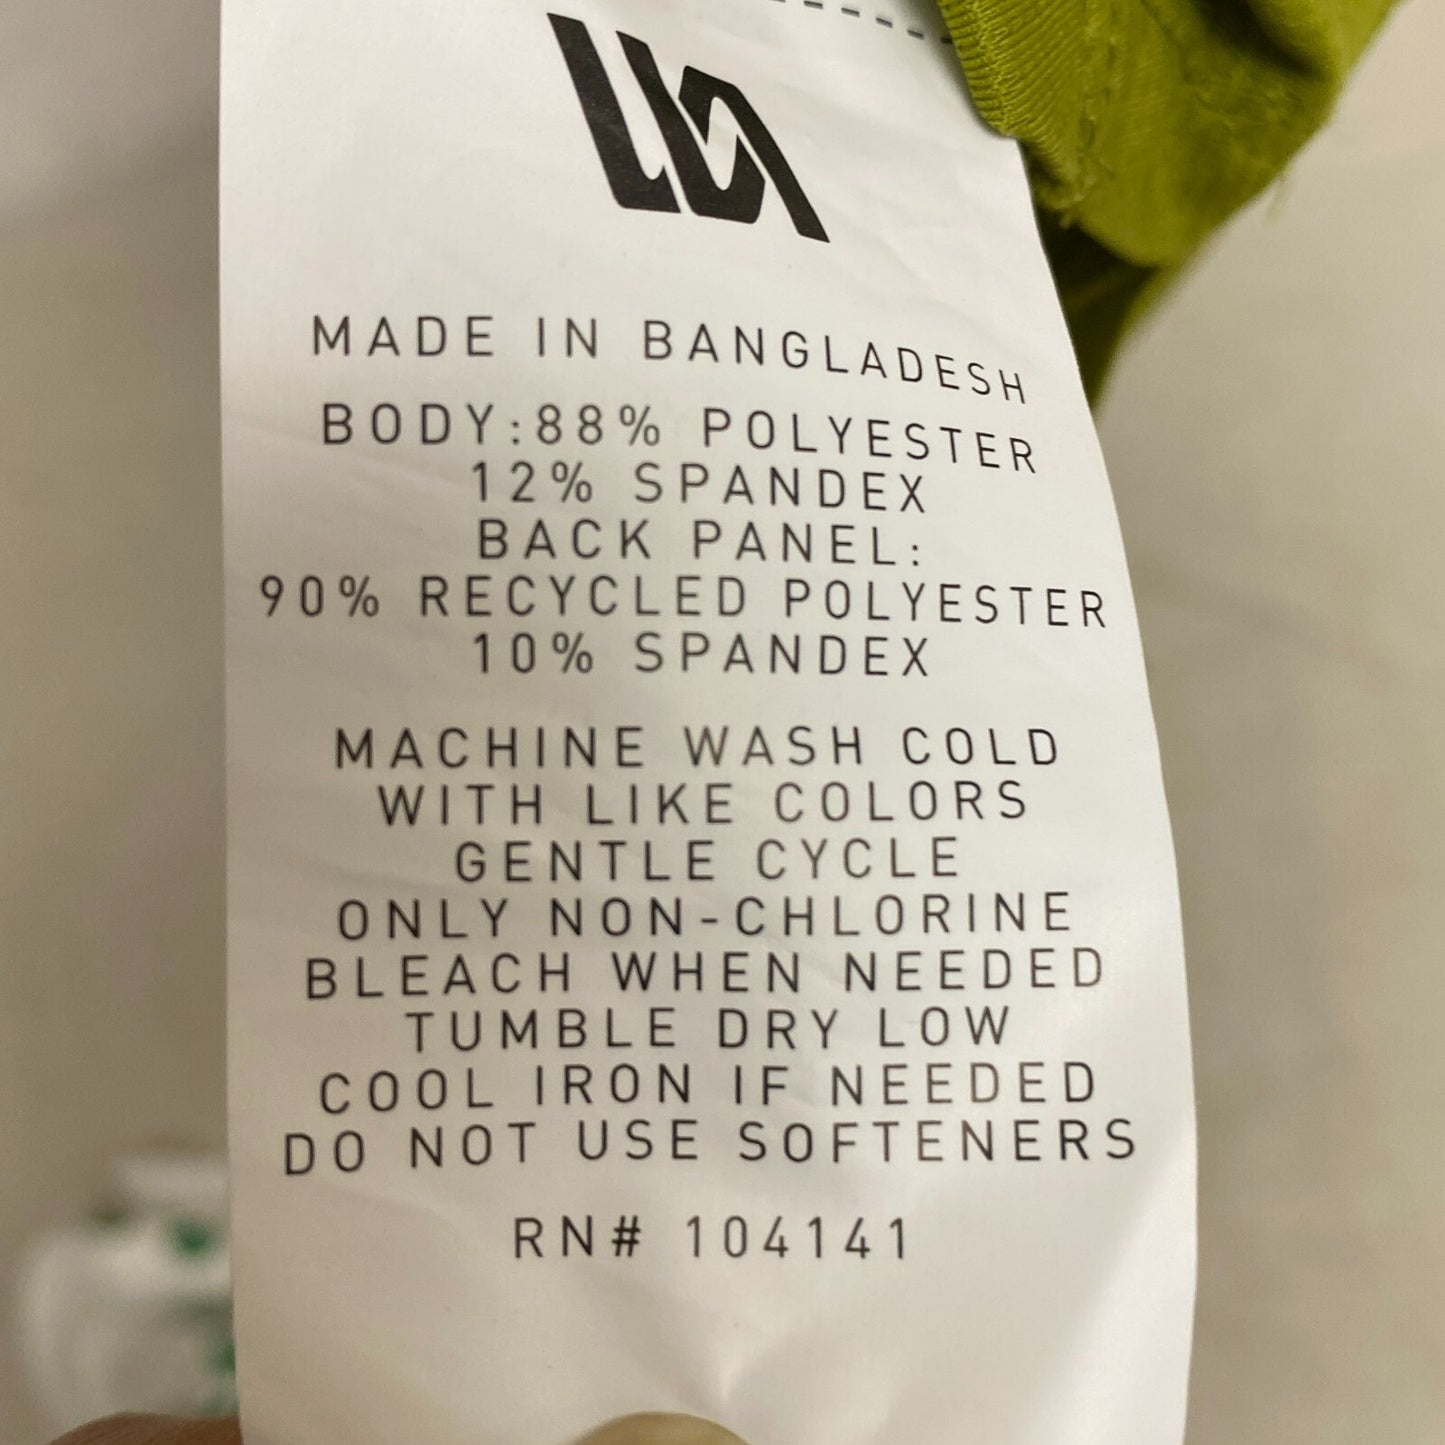 MADE IN BANGLADESH
BODY:88% POLYESTER
12% SPANDEX
BACK PANEL:
90% RECYCLED POLYESTER
10% SPANDEX
MACHINE WASH COLD
WITH LIKE COLORS
GENTLE CYCLE
ONLY NON-CHLORINE
BLEACH WHEN NEEDED
TUMBLE DRY LOW
COOL IRON IF NEEDED
DO NOT USE SOFTENERS
RN# 104141